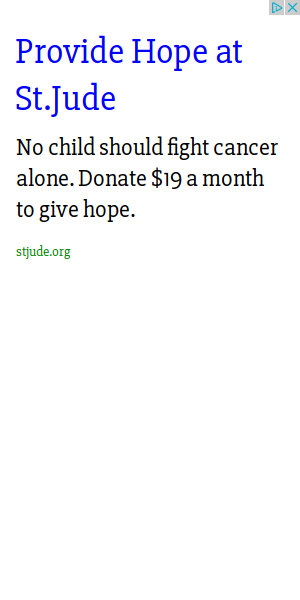 Provide Hope at
St.Jude
No child should fight cancer
alone. Donate $19 a month
to give hope.
stjude.org